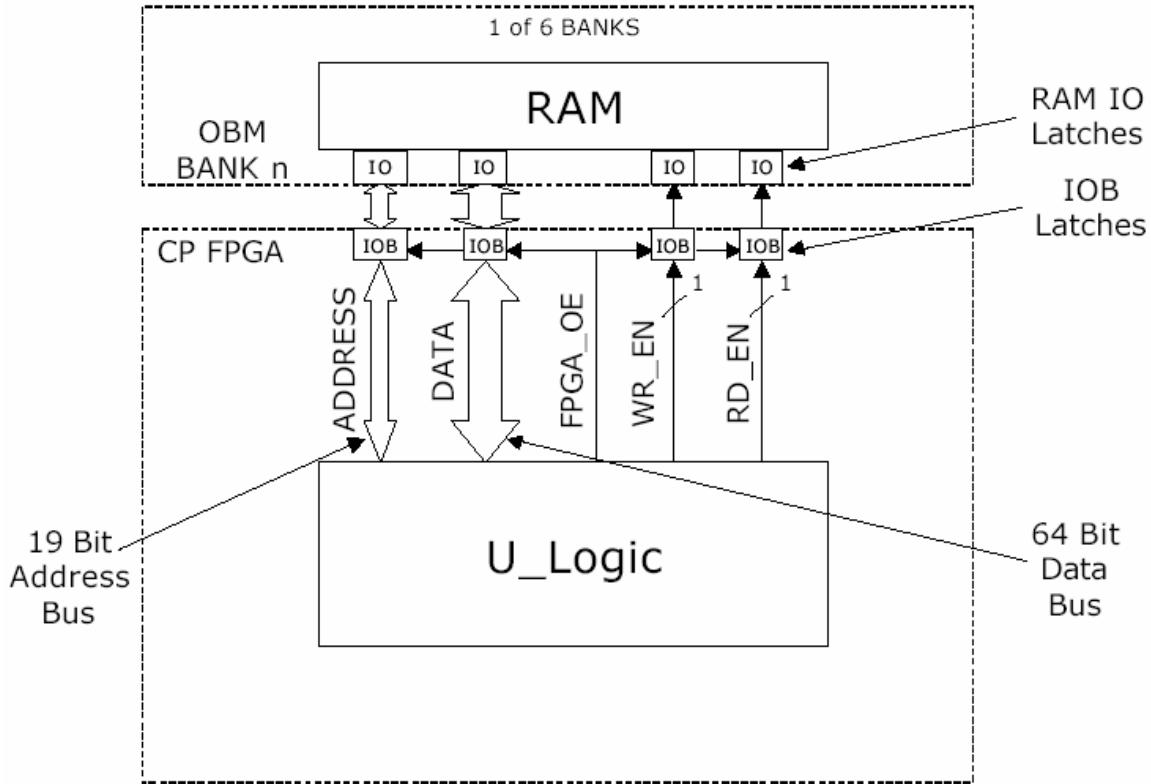 1 of 6 BANKS
RAM
RAM IO
Latches
OBM
BANK n
IO
IO
IO
IO
IOB
Latches
CP FPGA
IOB
IOB
IOB
IOB
ADDRESS
DATA
FPGA_OE
WR_EN
1
RD_EN
1
19 Bit
Address
Bus
U_Logic
64 Bit
Data
Bus